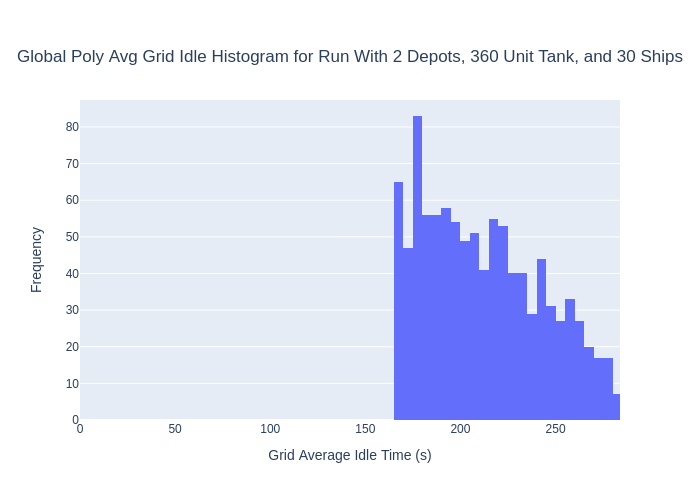 Global Poly Avg Grid Idle Histogram for Run With 2 Depots, 360 Unit Tank, and 30 Ships
80
70
60
50
40
30
20
10
0
0 50 100 150 200 250
Frequency
Grid Average Idle Time (s)